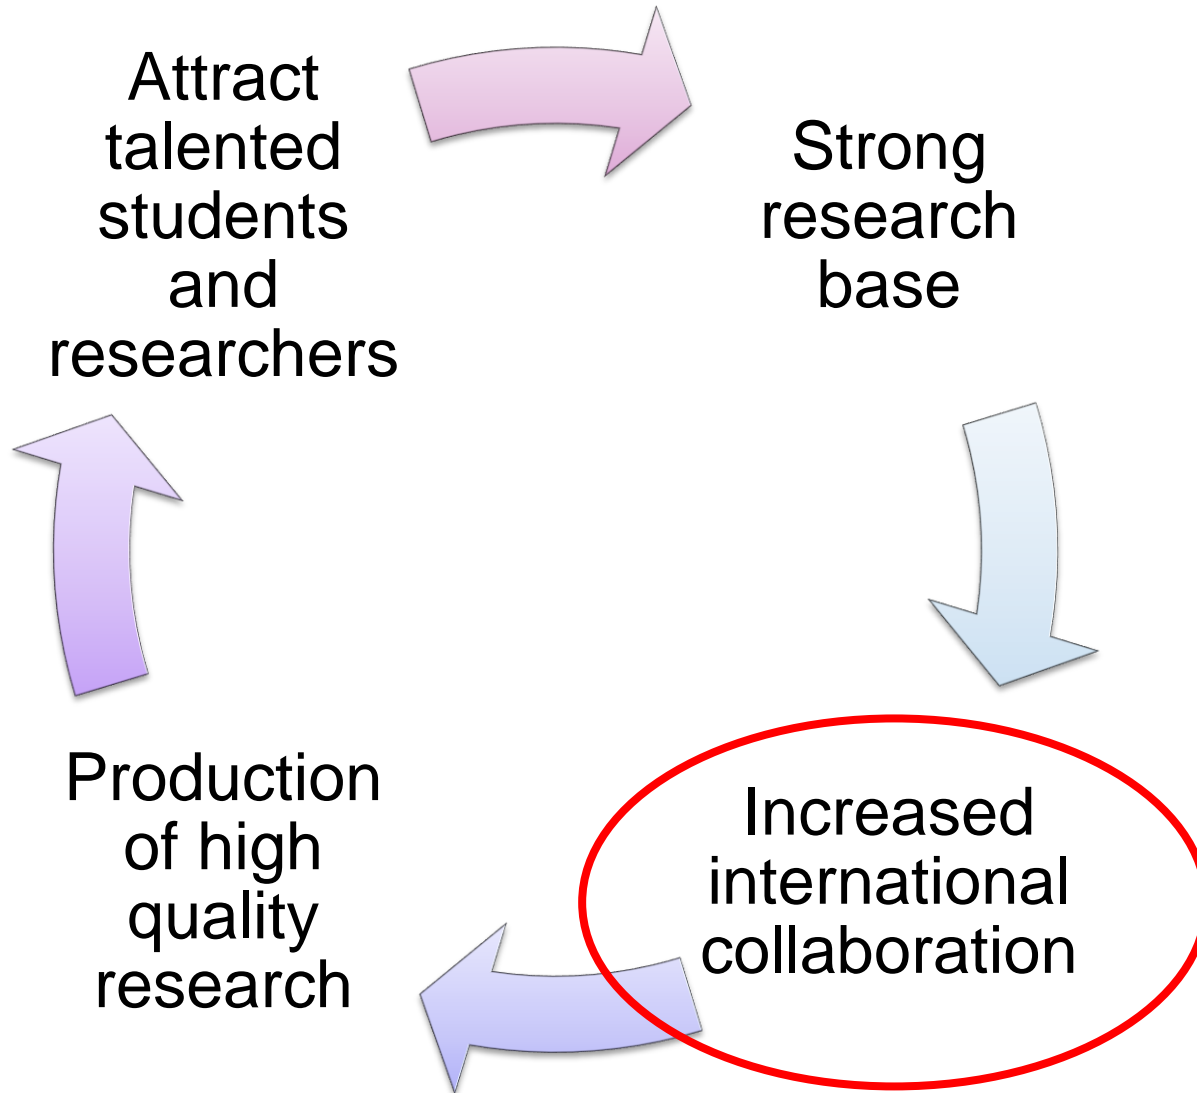 Attract
talented
students
and
researchers
Strong
research
base
Increased
international
collaboration
Production
of high
quality
research